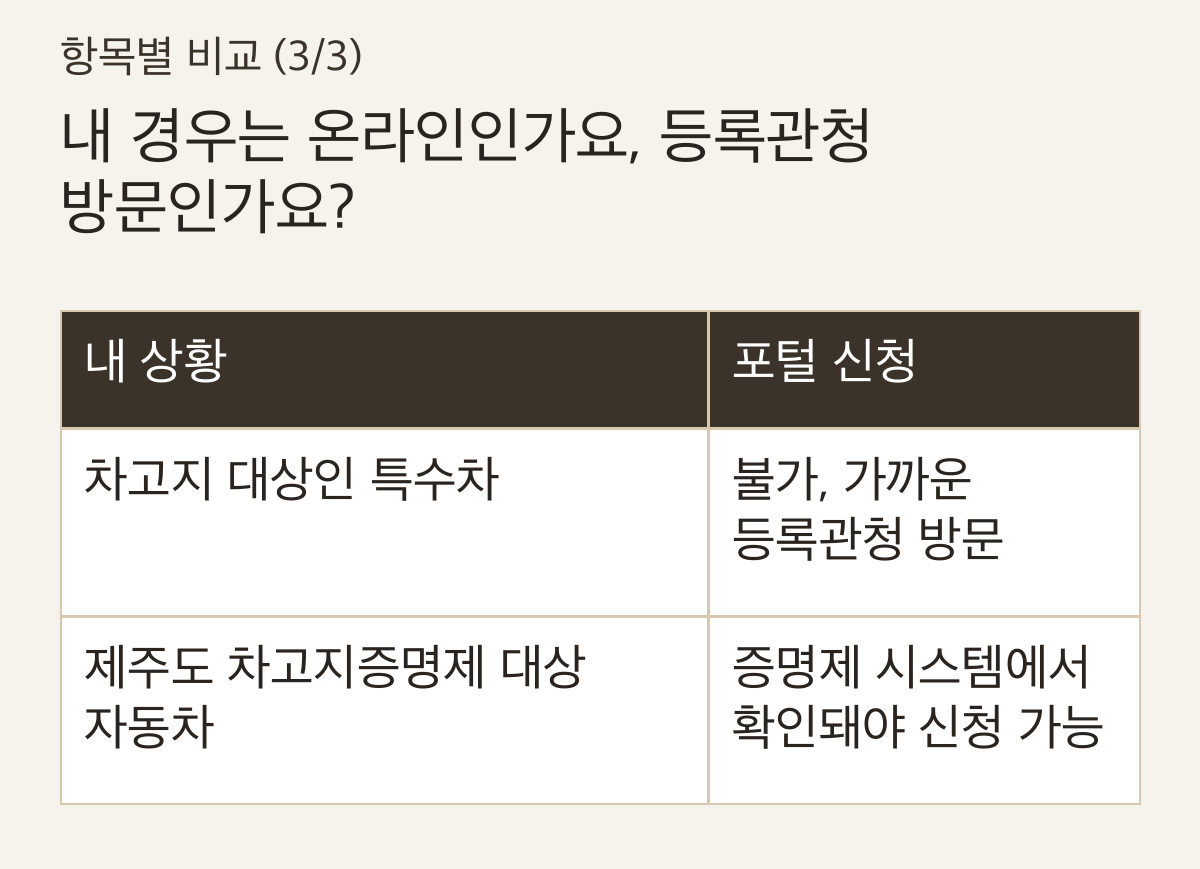 항목별 비교 (3/3)
내 경우는 온라인인가요, 등록관청
방문인가요?
내 상황
포털 신청
차고지 대상인 특수차
불가, 가까운
등록관청 방문
제주도 차고지증명제 대상
자동차
증명제 시스템에서
확인돼야 신청 가능